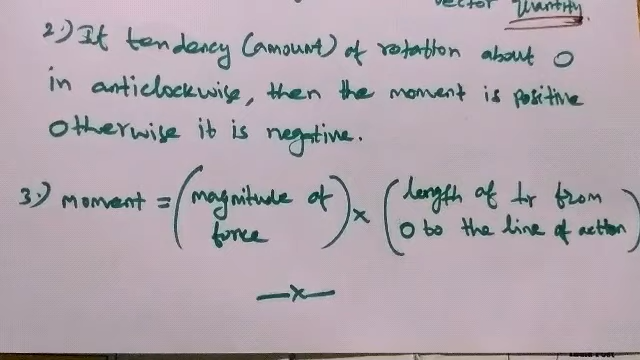 vector Quantity.
2.) If tendency (amount) of rotation about O
in anticlockwise, then the moment is positive
Otherwise it is negtive.
3.) moment = (magnitude of force) × (length of ⊥r from O to the line of action)
—x—